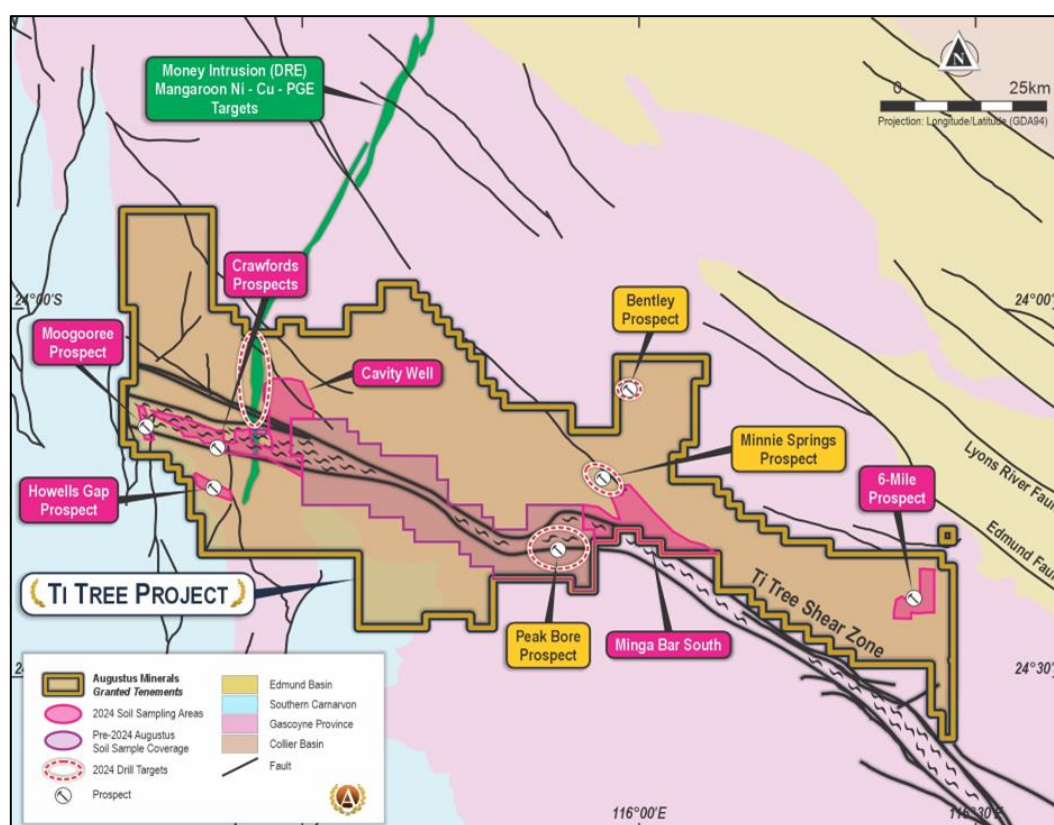 Money Intrusion (DRE)
Mangaroon Ni - Cu - PGE
Targets
N
0 25km
Projection: Longitude/Latitude (GDA94)
24°00'S
24°00'
Crawfords
Prospects
Moogooree
Prospect
Cavity Well
Bentley
Prospect
Minnie Springs
Prospect
6-Mile
Prospect
Lyons River Fault
Edmund Fault
Howells Gap
Prospect
TI TREE PROJECT
Peak Bore
Prospect
Minga Bar South
Ti Tree Shear Zone
24°30'
Augustus Minerals
Granted Tenements
2024 Soil Sampling Areas
Pre-2024 Augustus
Soil Sample Coverage
2024 Drill Targets
Prospect
Edmund Basin
Southern Carnarvon
Gascoyne Province
Collier Basin
Fault
A
116°00'E
116°30'E